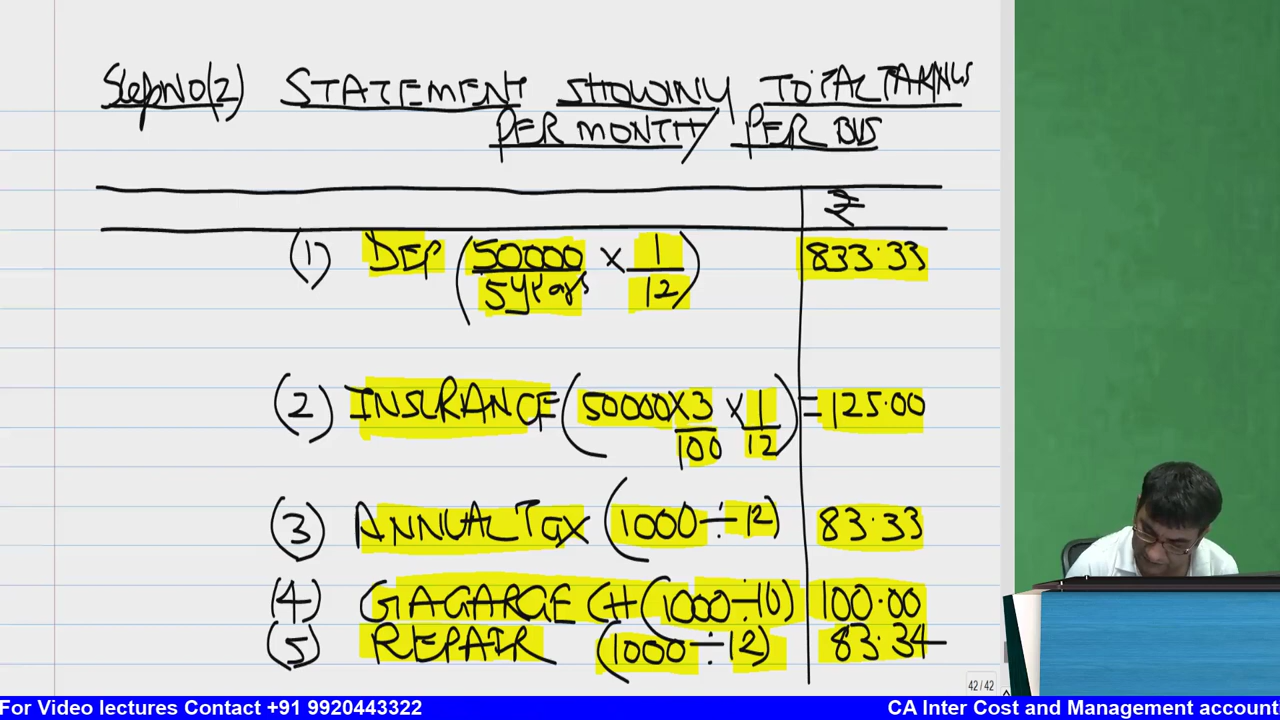 Step No (2) STATEMENT SHOWING TOTAL TAKINGS
PER MONTH/ PER BUS
₹
(1) DEP (50000/5 years × 1/12) 833.33
(2) INSURANCE (50000×3/100 × 1/12) = 125.00
(3) ANNUAL TAX (1000÷12) 83.33
(4) GAGARGE CH (1000÷10) 100.00
(5) REPAIR (1000÷12) 83.34
42/42
For Video lectures Contact +91 9920443322 CA Inter Cost and Management account